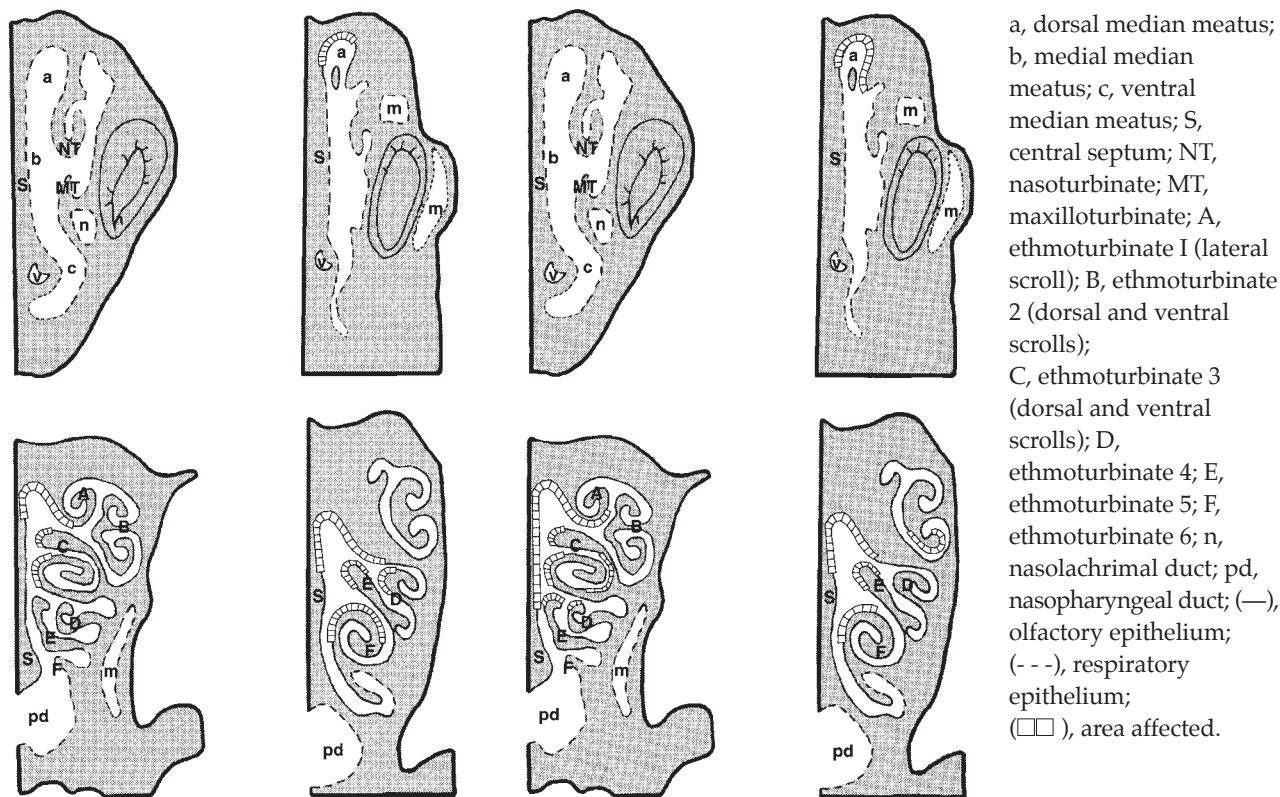 a
b
S
NT
MT
n
v
c
a
m
S
m
v
a
b
S
NT
MT
n
v
c
a
m
S
m
v
A
B
C
D
E
S
F
m
pd
S
E
D
F
pd
A
B
C
D
E
S
F
m
pd
S
E
D
F
pd
a, dorsal median meatus;
b, medial median
meatus; c, ventral
median meatus; S,
central septum; NT,
nasoturbinate; MT,
maxilloturbinate; A,
ethmoturbinate I (lateral
scroll); B, ethmoturbinate
2 (dorsal and ventral
scrolls);
C, ethmoturbinate 3
(dorsal and ventral
scrolls); D,
ethmoturbinate 4; E,
ethmoturbinate 5; F,
ethmoturbinate 6; n,
nasolachrimal duct; pd,
nasopharyngeal duct; (—),
olfactory epithelium;
(- - -), respiratory
epithelium;
(□□ ), area affected.